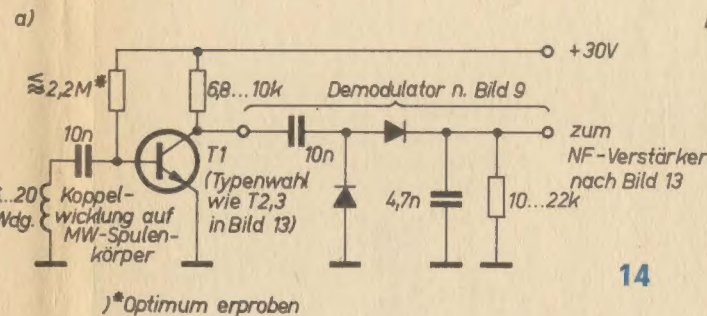 a)
+30V
≲2,2M*
6,8...10k
Demodulator n. Bild 9
10n
T1
10n
zum
NF-Verstärker
nach Bild 13
(Typenwahl
wie T2,3
in Bild 13)
...20
Wdg.
Koppel-
wicklung auf
MW-Spulen-
körper
4,7n
10...22k
14
)*Optimum erproben